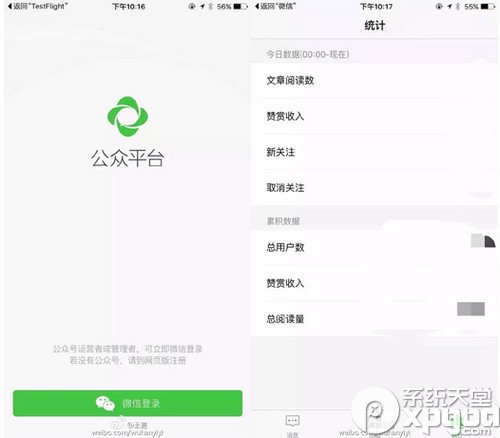 返回"TestFlight" 下午10:16 56%
公众平台
公众号运营者或管理者，可立即微信登录
若没有公众号，请到网页版注册
微信登录
@王昱
weibo.com/wuhanyiyi
返回"微信" 下午10:17 55%
统计
今日数据(00:00-现在)
文章阅读数
赞赏收入
新关注
取消关注
累积数据
总用户数
赞赏收入
总阅读量
消息
系统天堂